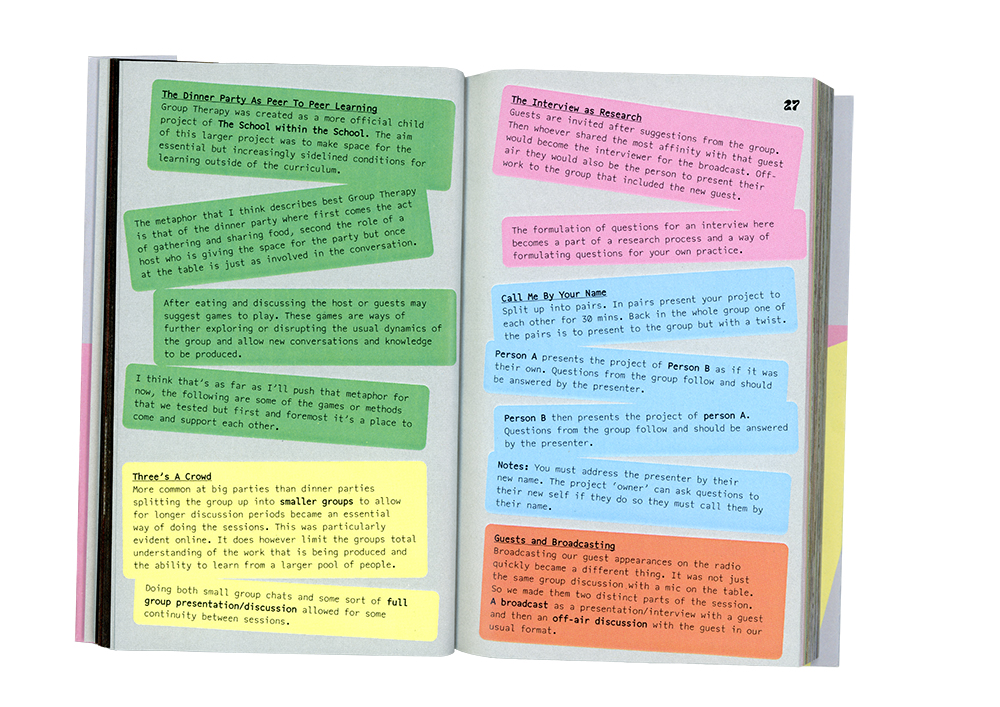 The Dinner Party As Peer To Peer Learning
Group Therapy was created as a more official child
project of The School within the School. The aim
of this larger project was to make space for the
essential but increasingly sidelined conditions for
learning outside of the curriculum.
The metaphor that I think describes best Group Therapy
is that of the dinner party where first comes the act
of gathering and sharing food, second the role of a
host who is giving the space for the party but once
at the table is just as involved in the conversation.
After eating and discussing the host or guests may
suggest games to play. These games are ways of
further exploring or disrupting the usual dynamics of
the group and allow new conversations and knowledge
to be produced.
I think that's as far as I'll push that metaphor for
now, the following are some of the games or methods
that we tested but first and foremost it's a place to
come and support each other.
Three's A Crowd
More common at big parties than dinner parties
splitting the group up into smaller groups to allow
for longer discussion periods became an essential
way of doing the sessions. This was particularly
evident online. It does however limit the groups total
understanding of the work that is being produced and
the ability to learn from a larger pool of people.
Doing both small group chats and some sort of full
group presentation/discussion allowed for some
continuity between sessions.
27
The Interview as Research
Guests are invited after suggestions from the group.
Then whoever shared the most affinity with that guest
would become the interviewer for the broadcast. Off-
air they would also be the person to present their
work to the group that included the new guest.
The formulation of questions for an interview here
becomes a part of a research process and a way of
formulating questions for your own practice.
Call Me By Your Name
Split up into pairs. In pairs present your project to
each other for 30 mins. Back in the whole group one of
the pairs is to present to the group but with a twist.
Person A presents the project of Person B as if it was
their own. Questions from the group follow and should
be answered by the presenter.
Person B then presents the project of person A.
Questions from the group follow and should be answered
by the presenter.
Notes: You must address the presenter by their
new name. The project 'owner' can ask questions to
their new self if they do so they must call them by
their name.
Guests and Broadcasting
Broadcasting our guest appearances on the radio
quickly became a different thing. It was not just
the same group discussion with a mic on the table.
So we made them two distinct parts of the session.
A broadcast as a presentation/interview with a guest
and then an off-air discussion with the guest in our
usual format.